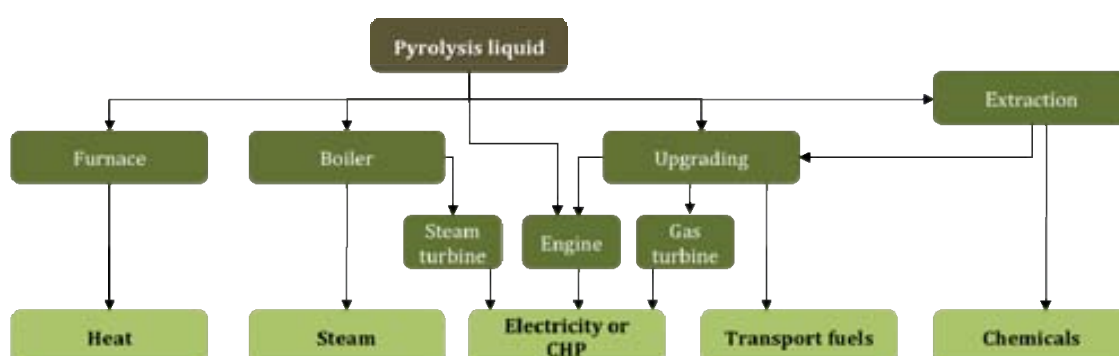 Pyrolysis liquid
Extraction
Furnace
Boiler
Upgrading
Steam
turbine
Engine
Gas
turbine
Heat
Steam
Electricity or
CHP
Transport fuels
Chemicals